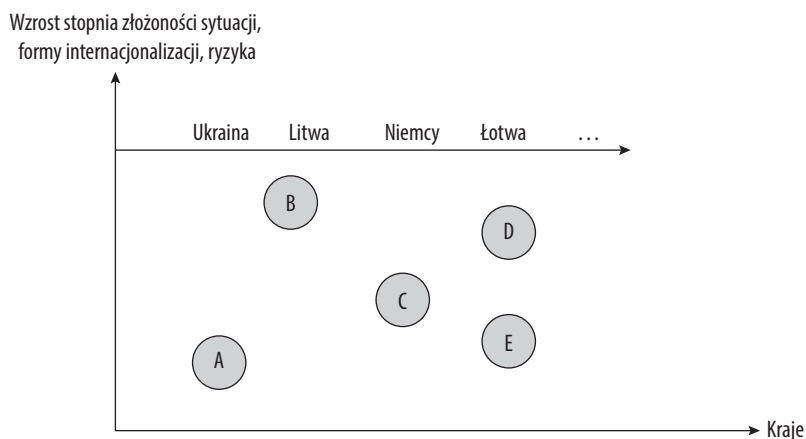 Wzrost stopnia złożoności sytuacji,
formy internacjonalizacji, ryzyka
Ukraina Litwa Niemcy Łotwa ...
B
D
C
E
A
Kraje